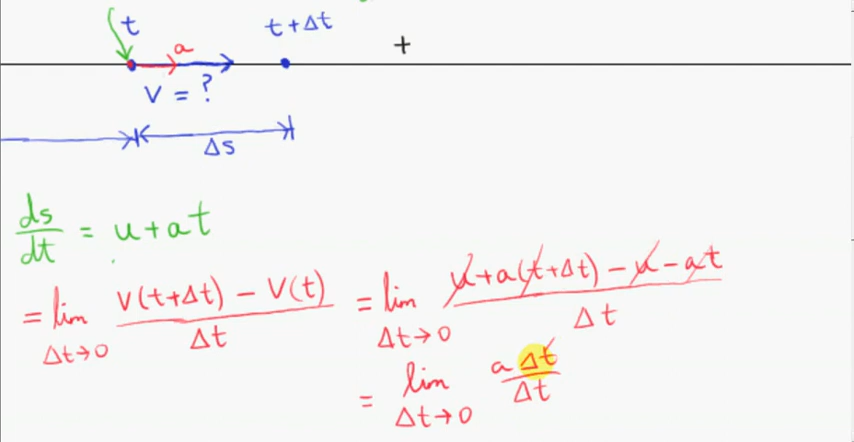 t
t+Δt
a
v = ?
Δs
ds/dt = u+at
= lim Δt→0 (v(t+Δt) - v(t))/Δt = lim Δt→0 (u+a(t+Δt) - u - at)/Δt
= lim Δt→0 aΔt/Δt